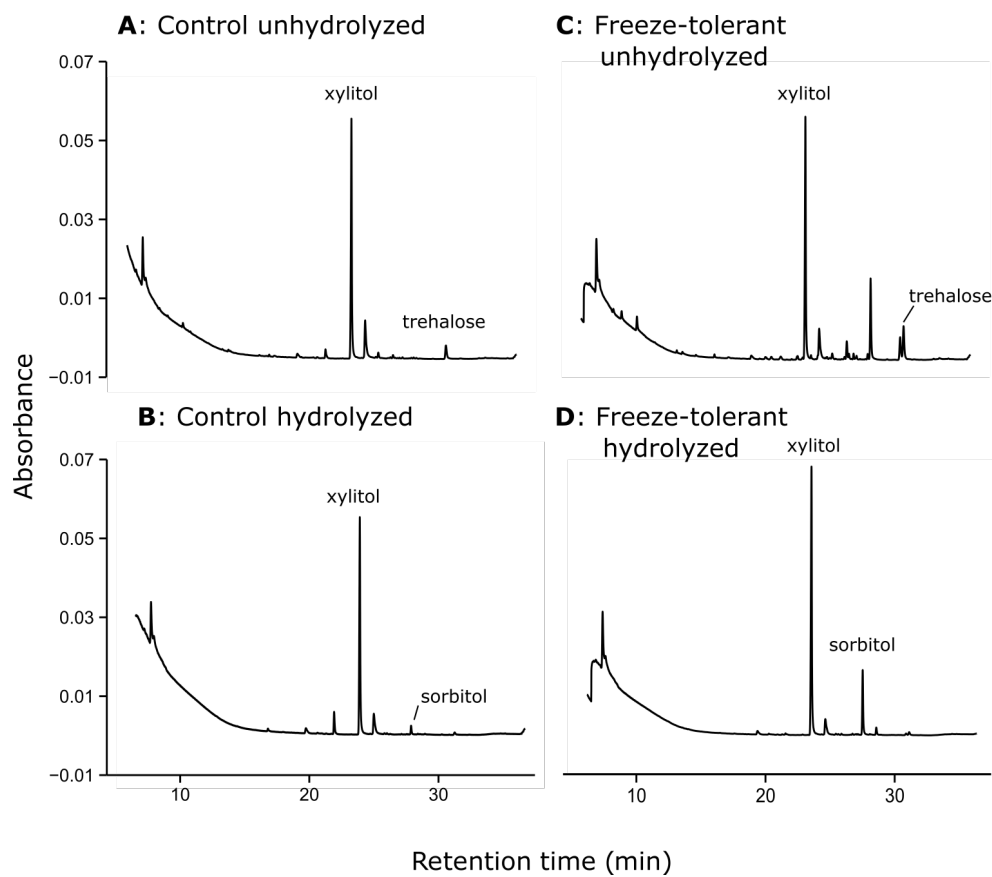 A: Control unhydrolyzed
C: Freeze-tolerant
unhydrolyzed
0.07
0.05
0.03
0.01
−0.01
xylitol
trehalose
xylitol
trehalose
B: Control hydrolyzed
D: Freeze-tolerant
hydrolyzed
0.07
0.05
0.03
0.01
−0.01
xylitol
sorbitol
xylitol
sorbitol
10
20
30
10
20
30
Absorbance
Retention time (min)